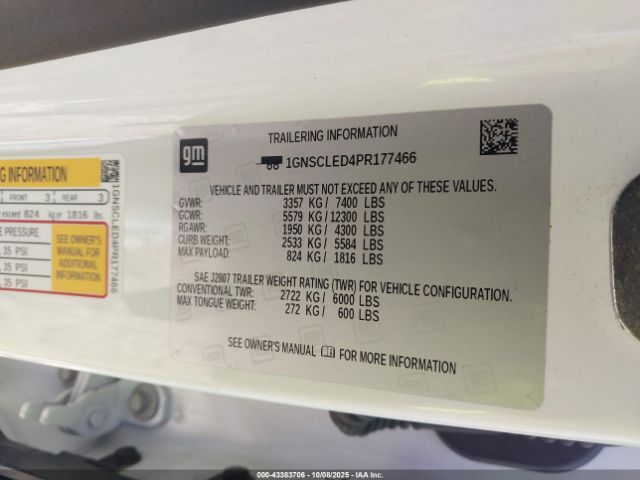 NG INFORMATION
FRONT 3 REAR 3
exceed 824 kg or 1816 lbs.
E PRESSURE
, 35 PSI
, 35 PSI
, 35 PSI
SEE OWNER'S
MANUAL FOR
ADDITIONAL
INFORMATION
1GNSCLED4PR177466
gm
TRAILERING INFORMATION
1GNSCLED4PR177466
VEHICLE AND TRAILER MUST NOT EXCEED ANY OF THESE VALUES.
GVWR: 3357 KG / 7400 LBS
GCWR: 5579 KG / 12300 LBS
RGAWR: 1950 KG / 4300 LBS
CURB WEIGHT: 2533 KG / 5584 LBS
MAX PAYLOAD: 824 KG / 1816 LBS
SAE J2807 TRAILER WEIGHT RATING (TWR) FOR VEHICLE CONFIGURATION.
CONVENTIONAL TWR: 2722 KG / 6000 LBS
MAX TONGUE WEIGHT: 272 KG / 600 LBS
SEE OWNER'S MANUAL FOR MORE INFORMATION
000-43383706 - 10/08/2025 - IAA, Inc.